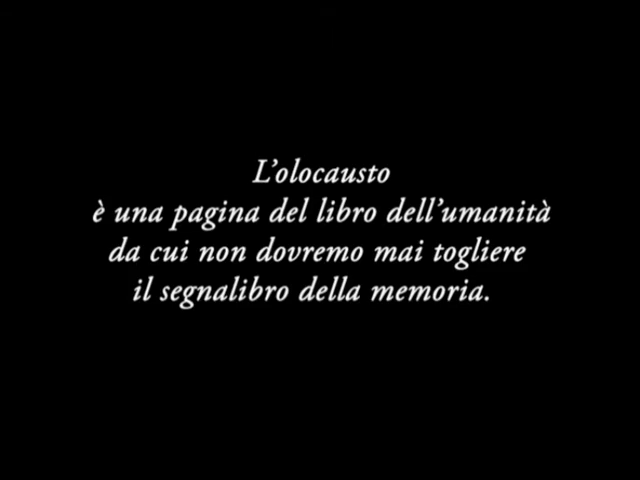 L’olocausto
è una pagina del libro dell’umanità
da cui non dovremo mai togliere
il segnalibro della memoria.